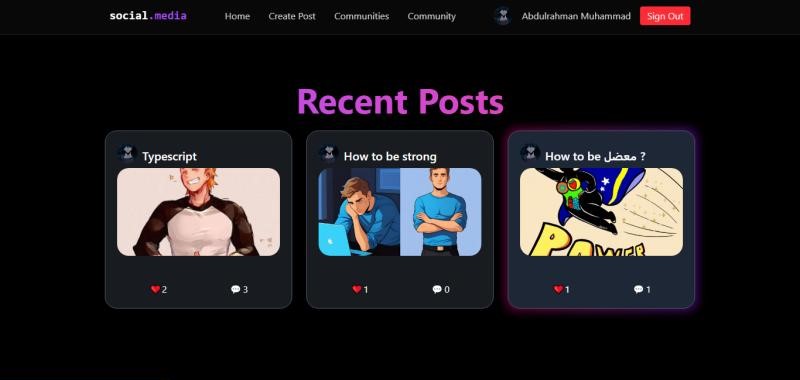 social.media Home Create Post Communities Community Abdulrahman Muhammad Sign Out
Recent Posts
Typescript
How to be strong
How to be معضل ?
POWER
2
3
1
0
1
1